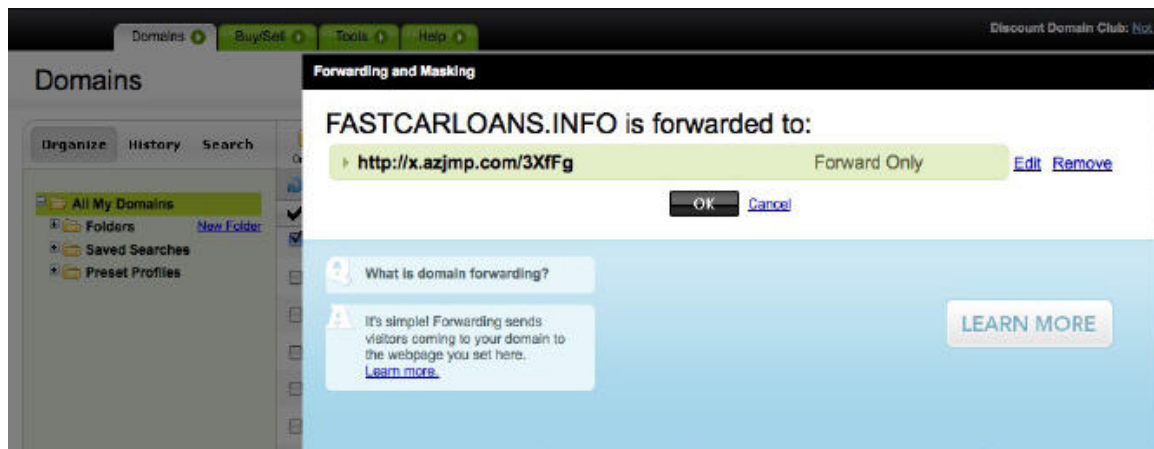 Domains
Buy/Sell
Tools
Help
Discount Domain Club: Not
Domains
Forwarding and Masking
FASTCARLOANS.INFO is forwarded to:
http://x.azjmp.com/3XfFg
Forward Only
Edit
Remove
OK
Cancel
Organize
History
Search
All My Domains
Folders
New Folder
Saved Searches
Preset Profiles
Q
What is domain forwarding?
A
It's simple! Forwarding sends
visitors coming to your domain to
the webpage you set here.
Learn more.
LEARN MORE